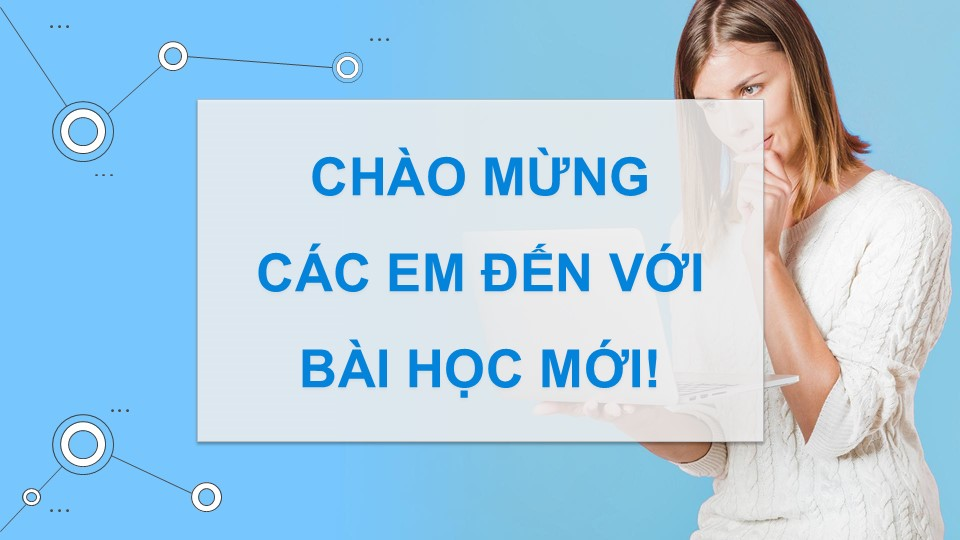 CHÀO MỪNG
CÁC EM ĐẾN VỚI
BÀI HỌC MỚI!